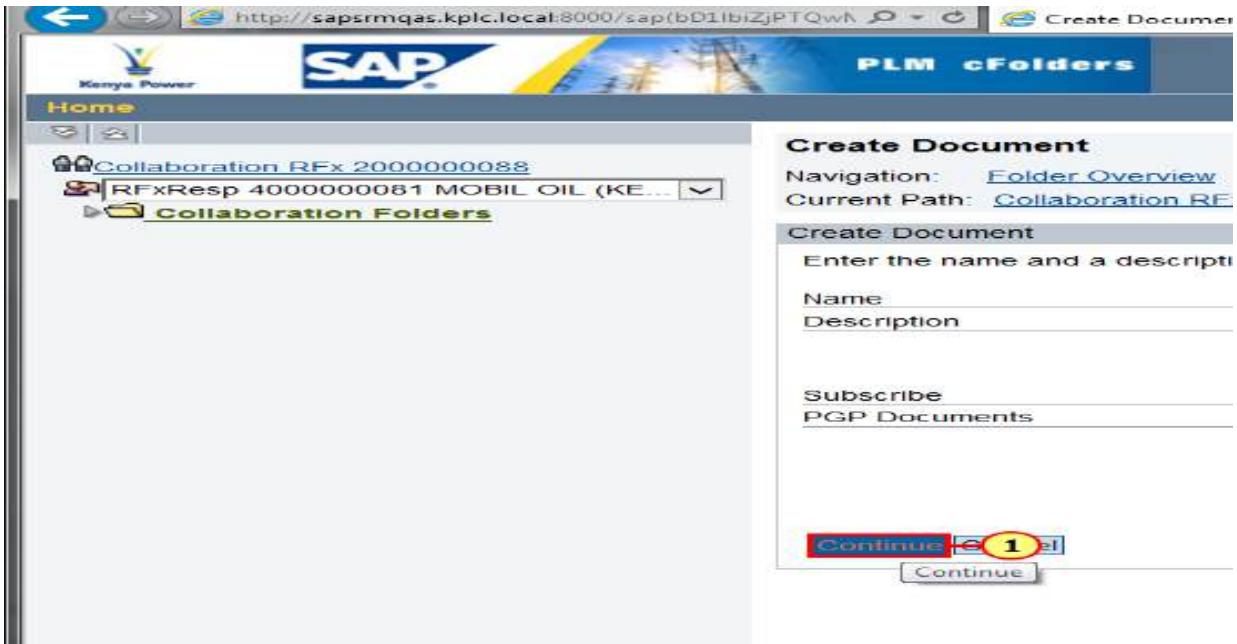 http://sapsrmqas.kplc.local:8000/sap(bD1lbiZjPTQwN
Create Documen
Kenya Power
SAP
PLM cFolders
Home
Collaboration RFx 2000000088
RFxResp 4000000081 MOBIL OIL (KE...
Collaboration Folders
Create Document
Navigation: Folder Overview
Current Path: Collaboration RF
Create Document
Enter the name and a descripti
Name
Description
Subscribe
PGP Documents
Continue
1
el
Continue